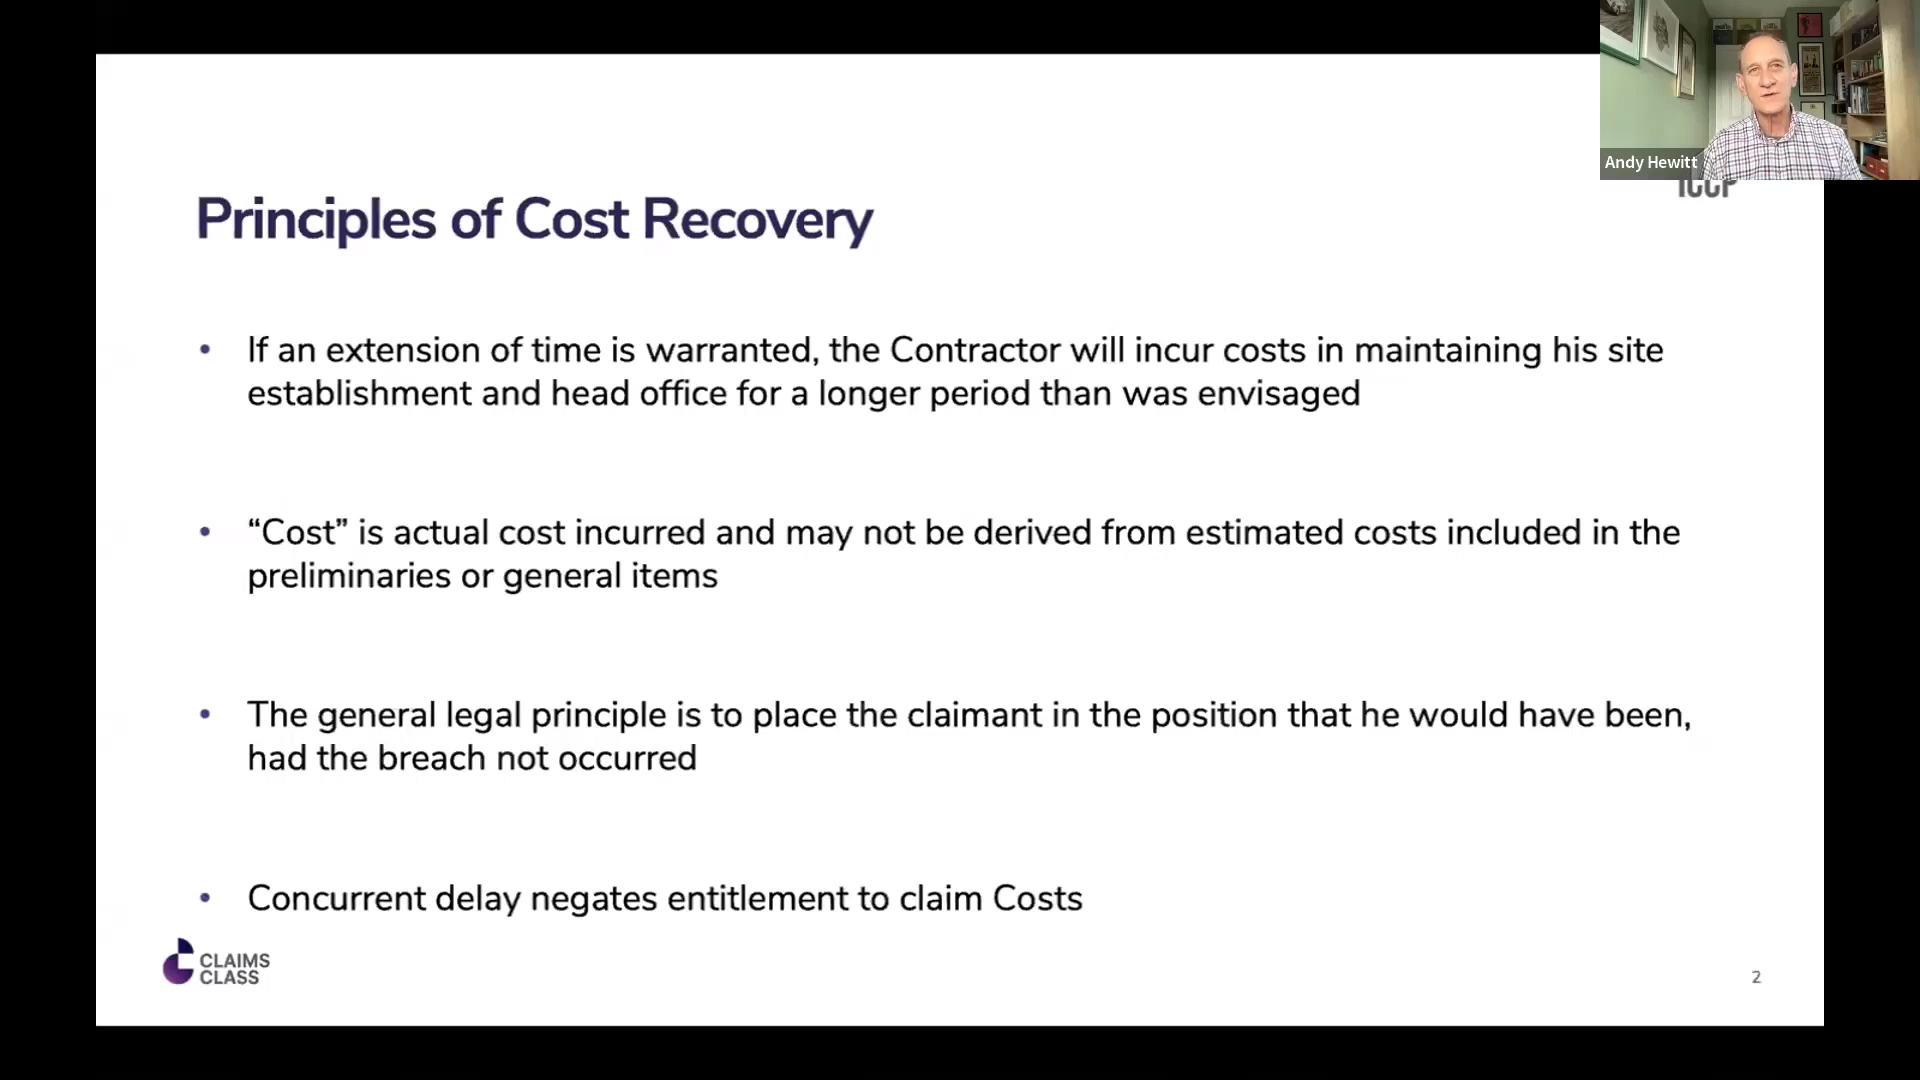 Andy Hewitt
Principles of Cost Recovery
• If an extension of time is warranted, the Contractor will incur costs in maintaining his site
establishment and head office for a longer period than was envisaged
• “Cost” is actual cost incurred and may not be derived from estimated costs included in the
preliminaries or general items
• The general legal principle is to place the claimant in the position that he would have been,
had the breach not occurred
• Concurrent delay negates entitlement to claim Costs
CLAIMS
CLASS
2